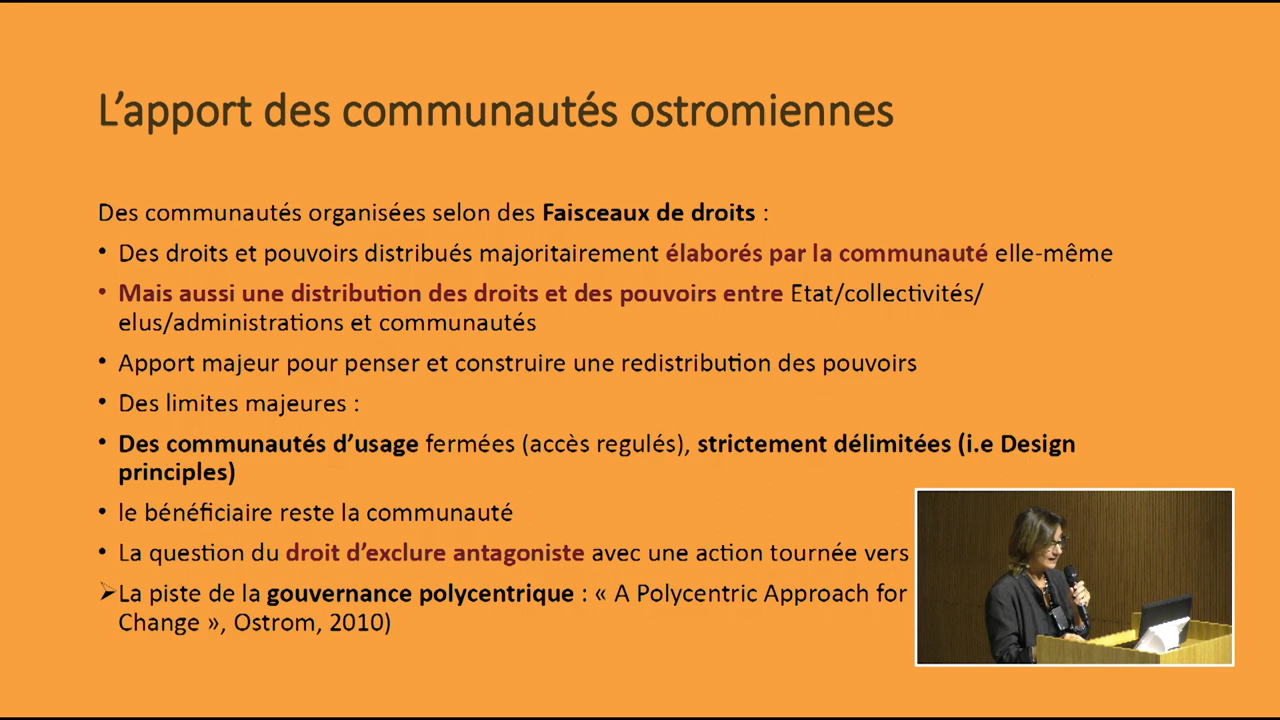 L'apport des communautés ostromiennes
Des communautés organisées selon des Faisceaux de droits :
• Des droits et pouvoirs distribués majoritairement élaborés par la communauté elle-même
• Mais aussi une distribution des droits et des pouvoirs entre Etat/collectivités/
elus/administrations et communautés
• Apport majeur pour penser et construire une redistribution des pouvoirs
• Des limites majeures :
• Des communautés d'usage fermées (accès regulés), strictement délimitées (i.e Design
principles)
• le bénéficiaire reste la communauté
• La question du droit d'exclure antagoniste avec une action tournée vers
➢La piste de la gouvernance polycentrique : « A Polycentric Approach for
Change », Ostrom, 2010)